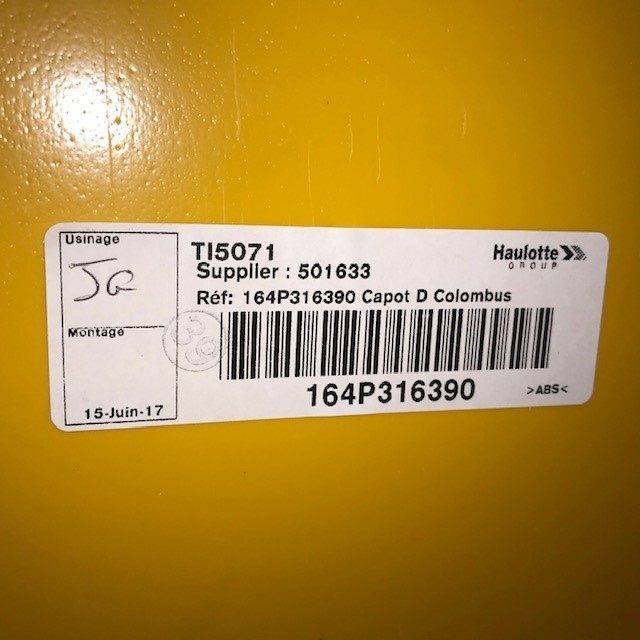 Usinage
JG
Montage
15-Juin-17
TI5071
Supplier : 501633
Réf: 164P316390 Capot D Colombus
164P316390
Haulotte
GROUP
>ABS<